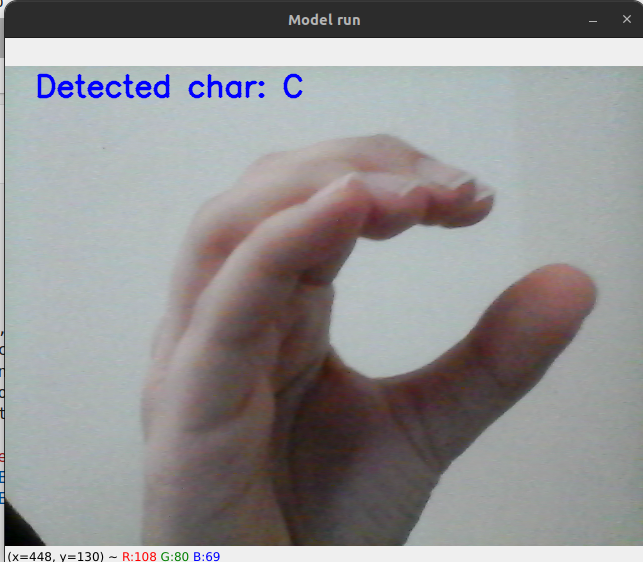 Model run
Detected char: C
(x=448, y=130) ~ R:108 G:80 B:69